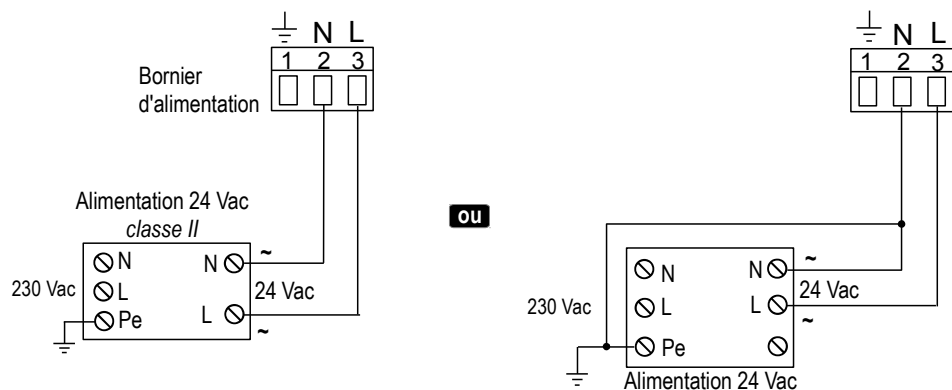 N L
1 2 3
Bornier
d'alimentation
Alimentation 24 Vac
classe II
N N ~
230 Vac L 24 Vac
Pe L ~
ou
N L
1 2 3
N N ~
230 Vac L L 24 Vac
~
Pe
Alimentation 24 Vac